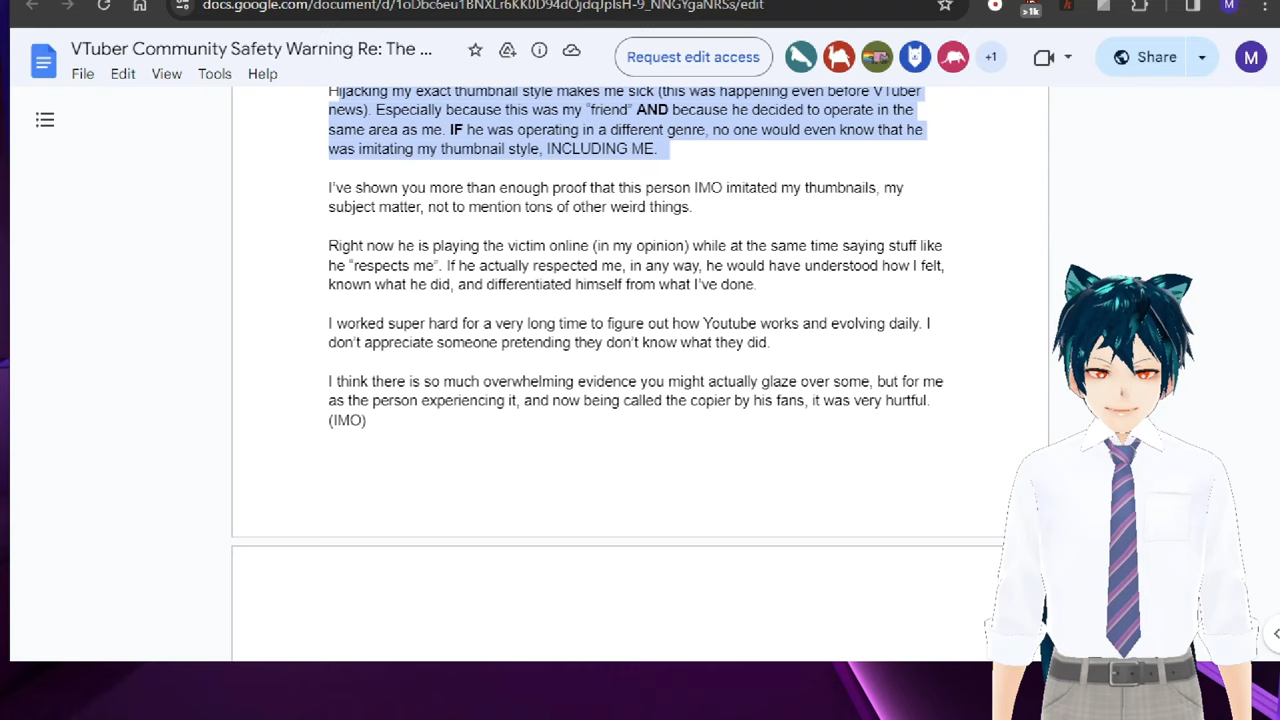 docs.google.com/document/d/1oDbc6eu1BNXLr6KK0D94dOjdqJpIsH-9_NNGYgaNRSs/edit
>1k
M
VTuber Community Safety Warning Re: The ...
Request edit access
+1
Share
M
File Edit View Tools Help
Hijacking my exact thumbnail style makes me sick (this was happening even before VTuber
news). Especially because this was my “friend” AND because he decided to operate in the
same area as me. IF he was operating in a different genre, no one would even know that he
was imitating my thumbnail style, INCLUDING ME.
I’ve shown you more than enough proof that this person IMO imitated my thumbnails, my
subject matter, not to mention tons of other weird things.
Right now he is playing the victim online (in my opinion) while at the same time saying stuff like
he “respects me”. If he actually respected me, in any way, he would have understood how I felt,
known what he did, and differentiated himself from what I’ve done.
I worked super hard for a very long time to figure out how Youtube works and evolving daily. I
don’t appreciate someone pretending they don’t know what they did.
I think there is so much overwhelming evidence you might actually glaze over some, but for me
as the person experiencing it, and now being called the copier by his fans, it was very hurtful.
(IMO)